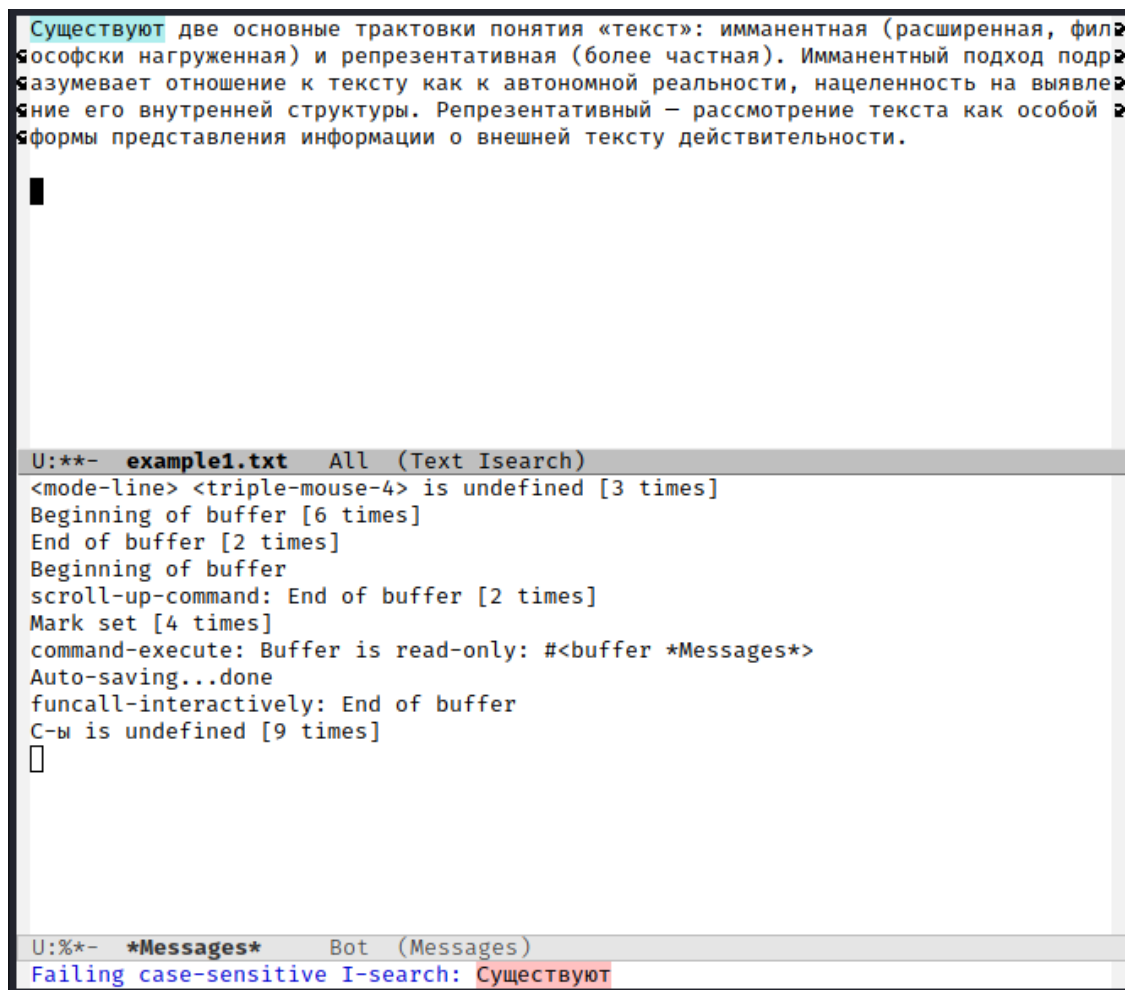 Существуют две основные трактовки понятия «текст»: имманентная (расширенная, фил
ософски нагруженная) и репрезентативная (более частная). Имманентный подход подр
азумевает отношение к тексту как к автономной реальности, нацеленность на выявле
ние его внутренней структуры. Репрезентативный — рассмотрение текста как особой
формы представления информации о внешней тексту действительности.
U:**-  example1.txt   All  (Text Isearch)
<mode-line> <triple-mouse-4> is undefined [3 times]
Beginning of buffer [6 times]
End of buffer [2 times]
Beginning of buffer
scroll-up-command: End of buffer [2 times]
Mark set [4 times]
command-execute: Buffer is read-only: #<buffer *Messages*>
Auto-saving...done
funcall-interactively: End of buffer
C-ы is undefined [9 times]
U:%*-  *Messages*     Bot  (Messages)
Failing case-sensitive I-search: Существуют